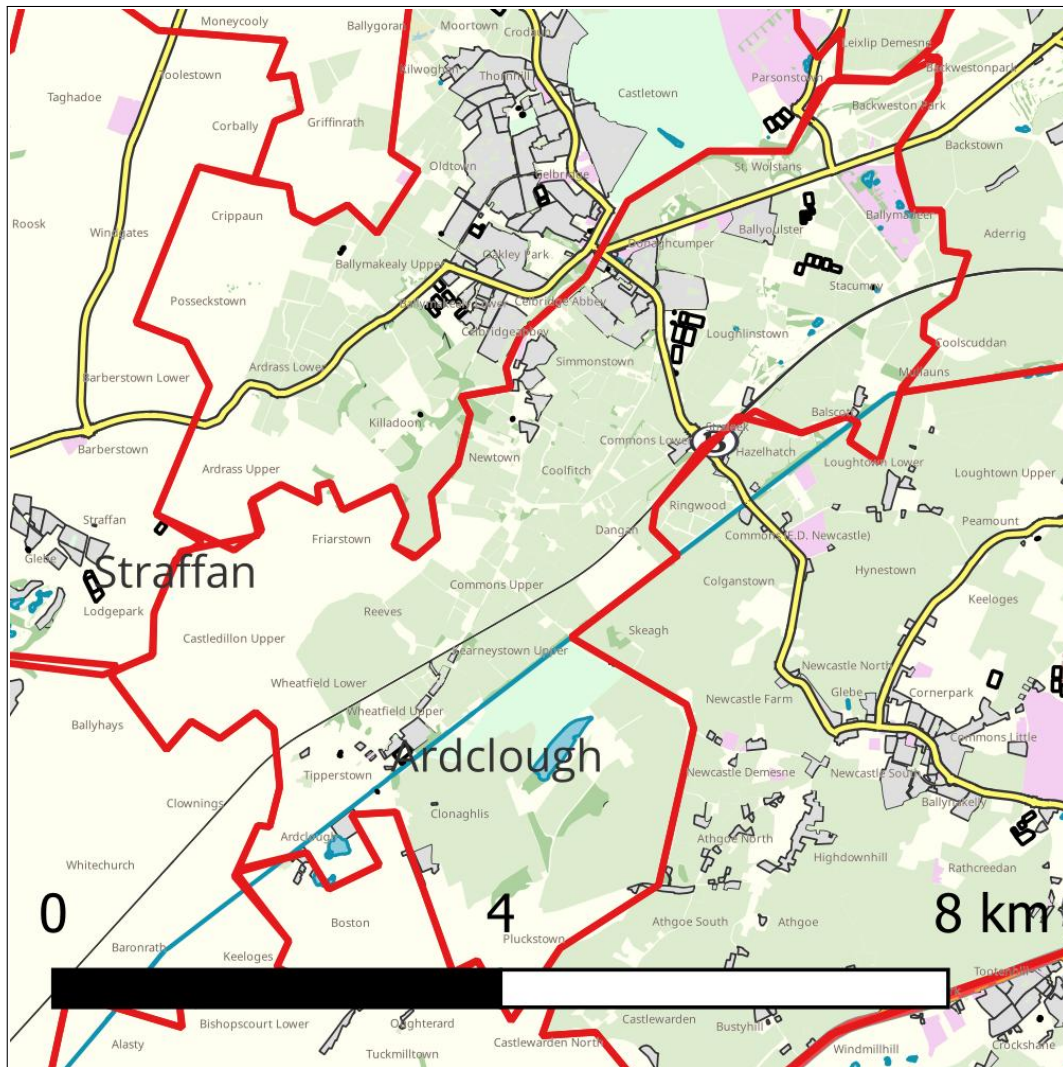 Moneycooly
Ballygoran
Moortown
Crodaun
Leixlip Demesne
Toolestown
Kilwoghan
Thornhill
Parsonstown
Backwestonpark
Taghadoe
Castletown
Backweston Park
Corbally
Griffinrath
Backstown
Oldtown
Celbridge
St. Wolstans
Crippaun
Roosk
Windgates
Ballyoulster
Aderrig
Donaghcumper
Oakley Park
Ballymakealy Upper
Stacumny
Posseckstown
Ballymakealy Lower
Celbridge Abbey
Celbridgeabbey
Loughlinstown
Coolscuddan
Simmonstown
Ardrass Lower
Barberstown Lower
Balscott
Killadoon
Commons Lower
Barberstown
Hazelhatch
Newtown
Loughtown Lower
Ardrass Upper
Coolfitch
Loughtown Upper
Ringwood
Straffan
Dangan
Peamount
Friarstown
Commons (E.D. Newcastle)
Glebe
Straffan
Hynestown
Commons Upper
Colganstown
Keeloges
Lodgepark
Reeves
Castledillon Upper
Skeagh
Kearneystown Upper
Newcastle North
Wheatfield Lower
Glebe
Cornerpark
Newcastle Farm
Wheatfield Upper
Ballyhays
Commons Little
Ardclough
Tipperstown
Newcastle Demesne
Newcastle South
Clownings
Ballynakelly
Clonaghlis
Ardclough
Athgoe North
Highdownhill
Whitechurch
Rathcreedan
0 4 8 km
Boston
Athgoe South
Athgoe
Baronrath
Pluckstown
Keeloges
Tootenhill
Bishopscourt Lower
Oughterard
Castlewarden
Bustyhill
Alasty
Castlewarden North
Crockshane
Tuckmilltown
Windmillhill